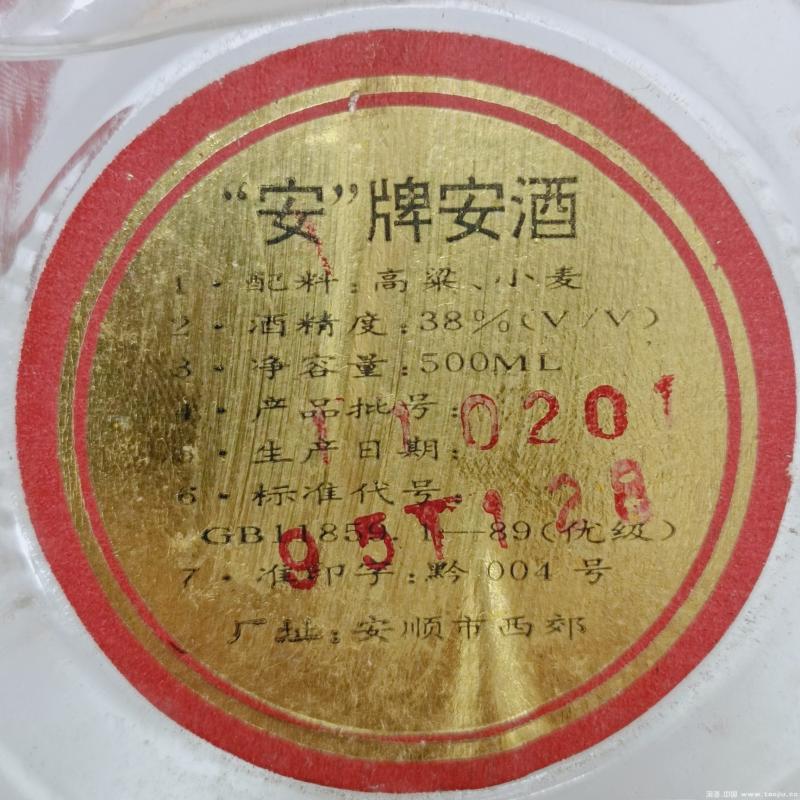 “安”牌安酒
1·配料：高粱、小麦
2·酒精度：38%（V/V）
3·净容量：500ML
4·产品批号：
110201
5·生产日期：
6·标准代号：
95T128
GB11859.1—89（优级）
7·准印字：黔004号
厂址：安顺市西郊